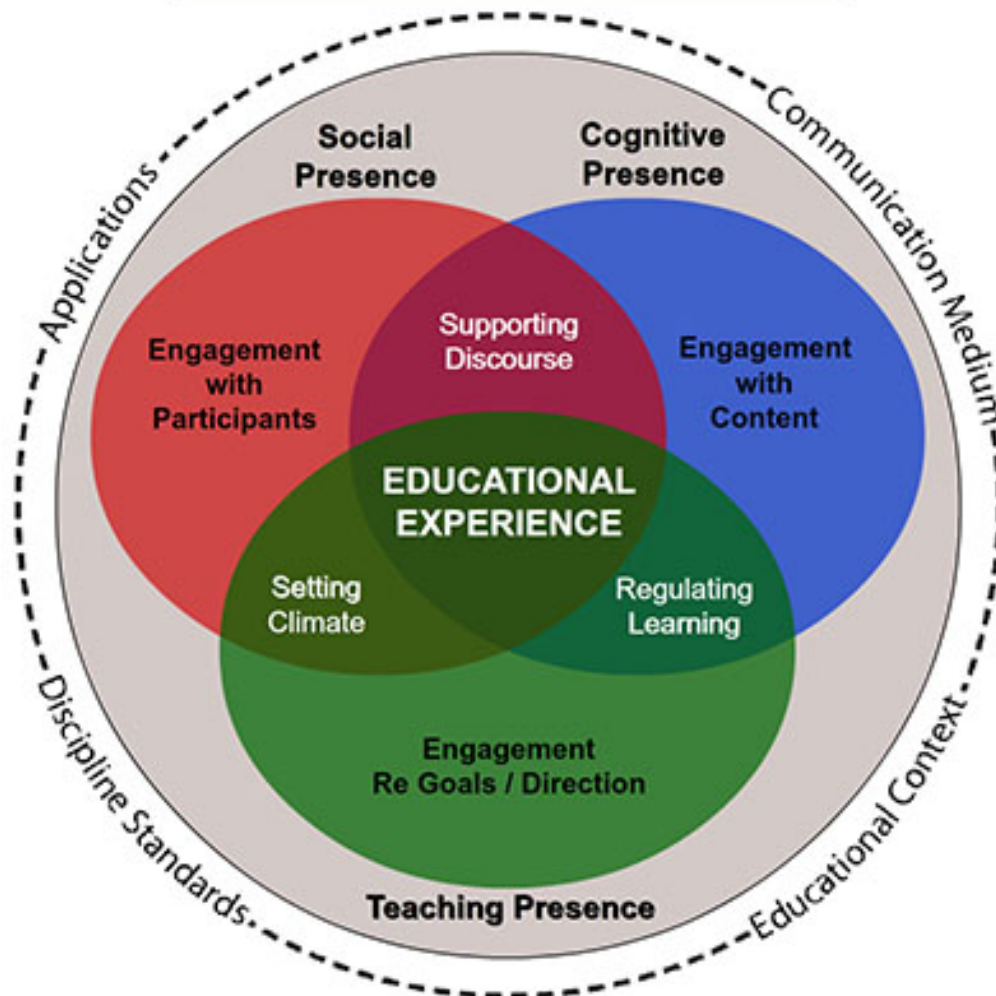 Social
Presence
Cognitive
Presence
Applications
Communication Medium
Engagement
with
Participants
Supporting
Discourse
Engagement
with
Content
EDUCATIONAL
EXPERIENCE
Setting
Climate
Regulating
Learning
Engagement
Re Goals / Direction
Teaching Presence
Discipline Standards
Educational Context